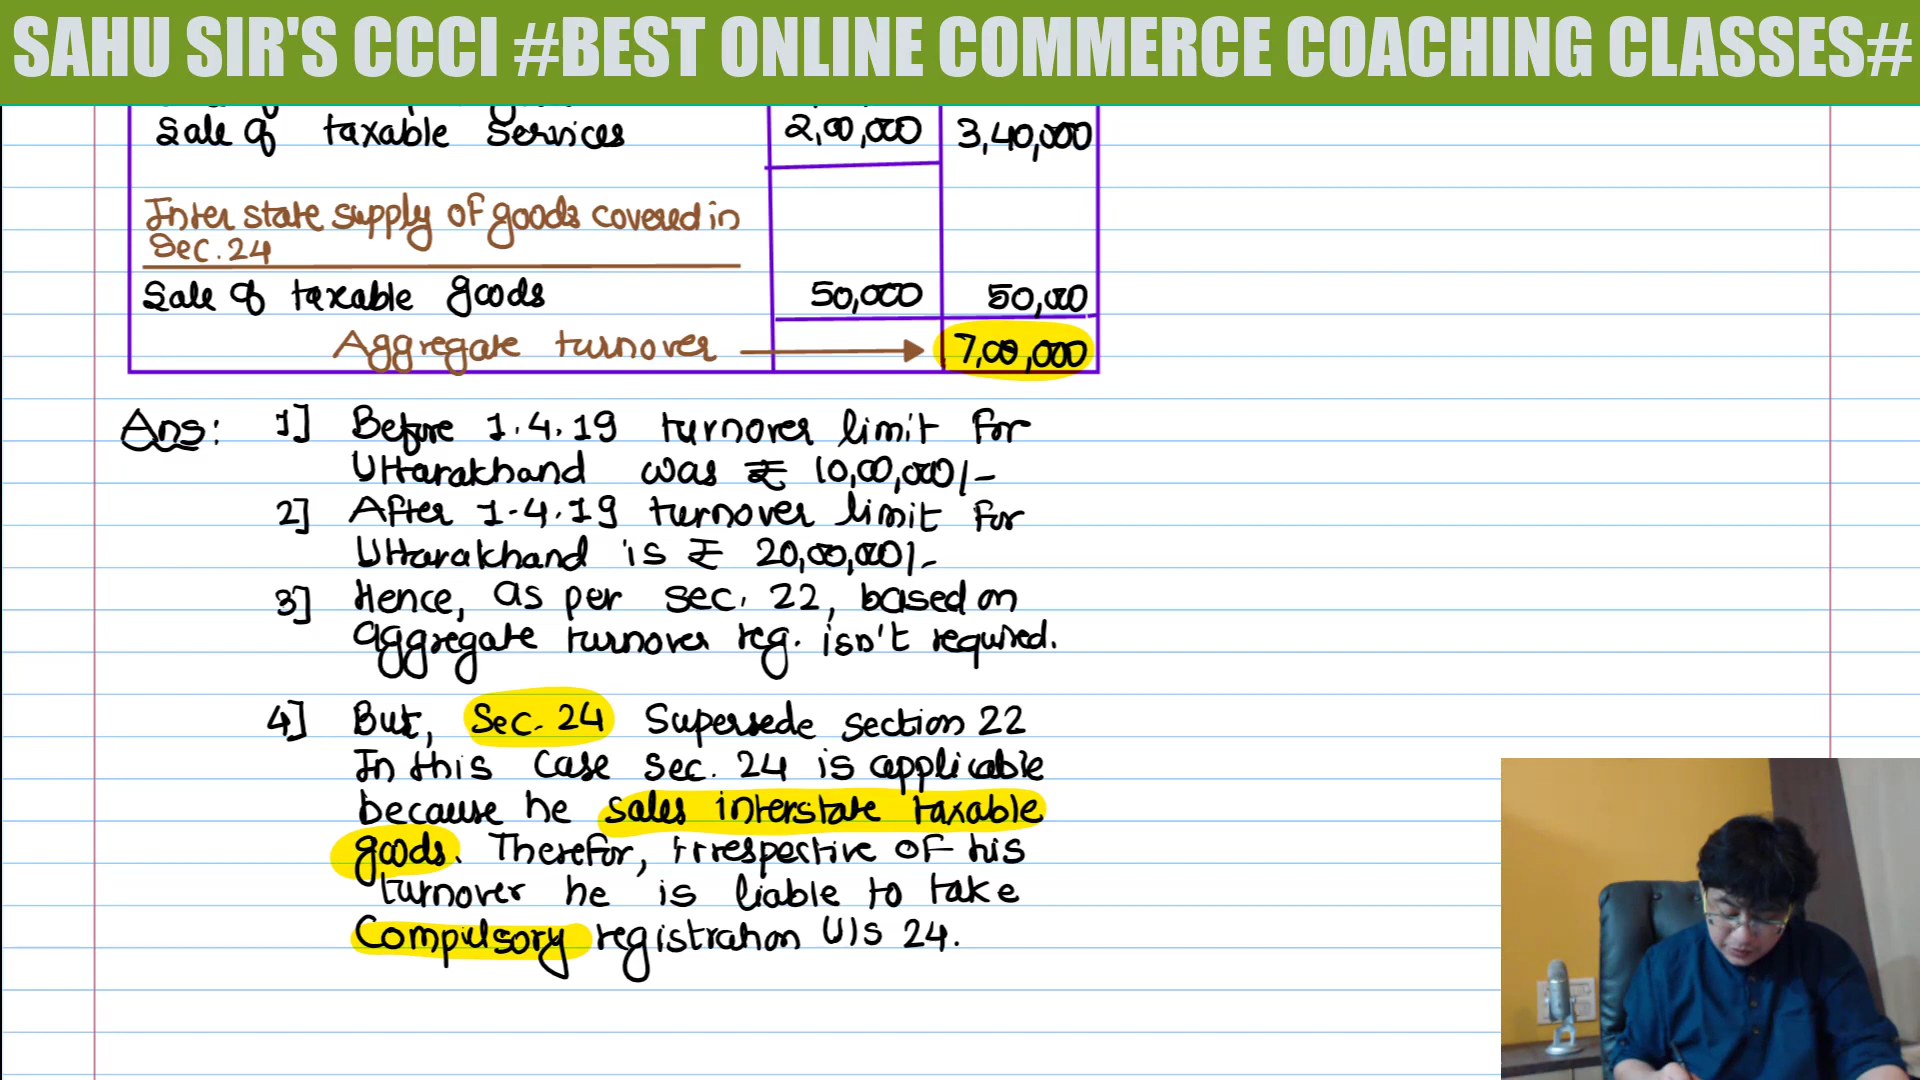 SAHU SIR'S CCCI #BEST ONLINE COMMERCE COACHING CLASSES#
Sale of taxable Services 2,00,000 3,40,000
Inter state supply of goods covered in
Sec. 24
Sale of taxable goods 50,000 50,000
Aggregate turnover 7,00,000
Ans: 1] Before 1.4.19 turnover limit for
Uttarakhand was ₹ 10,00,000/-
2] After 1.4.19 turnover limit for
Uttarakhand is ₹ 20,00,000/-
3] Hence, as per sec. 22, based on
aggregate turnover reg. isn't required.
4] But, Sec. 24 Supersede section 22
In this Case Sec. 24 is applicable
because he sales interstate taxable
goods. Therefor, irrespective of his
turnover he is liable to take
Compulsory registration U/S 24.